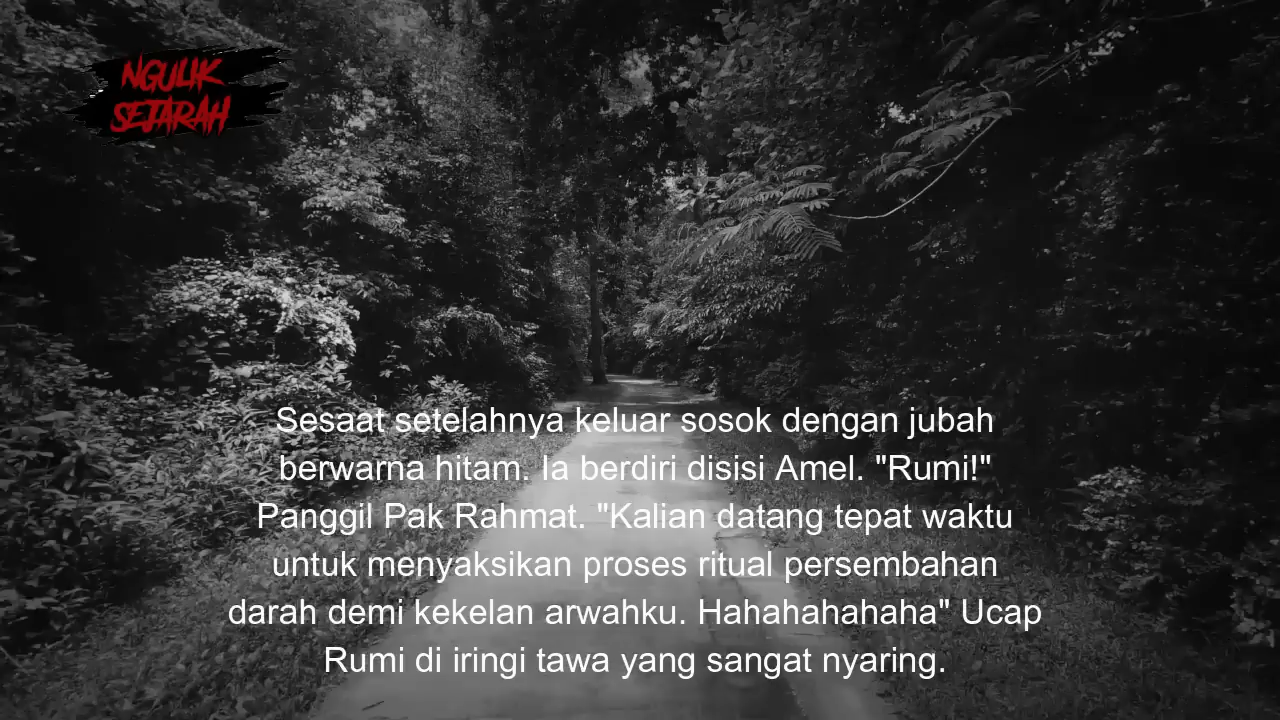 NGULIK
SEJARAH
Sesaat setelahnya keluar sosok dengan jubah
berwarna hitam. Ia berdiri disisi Amel. "Rumi!"
Panggil Pak Rahmat. "Kalian datang tepat waktu
untuk menyaksikan proses ritual persembahan
darah demi kekelan arwahku. Hahahahahaha" Ucap
Rumi di iringi tawa yang sangat nyaring.